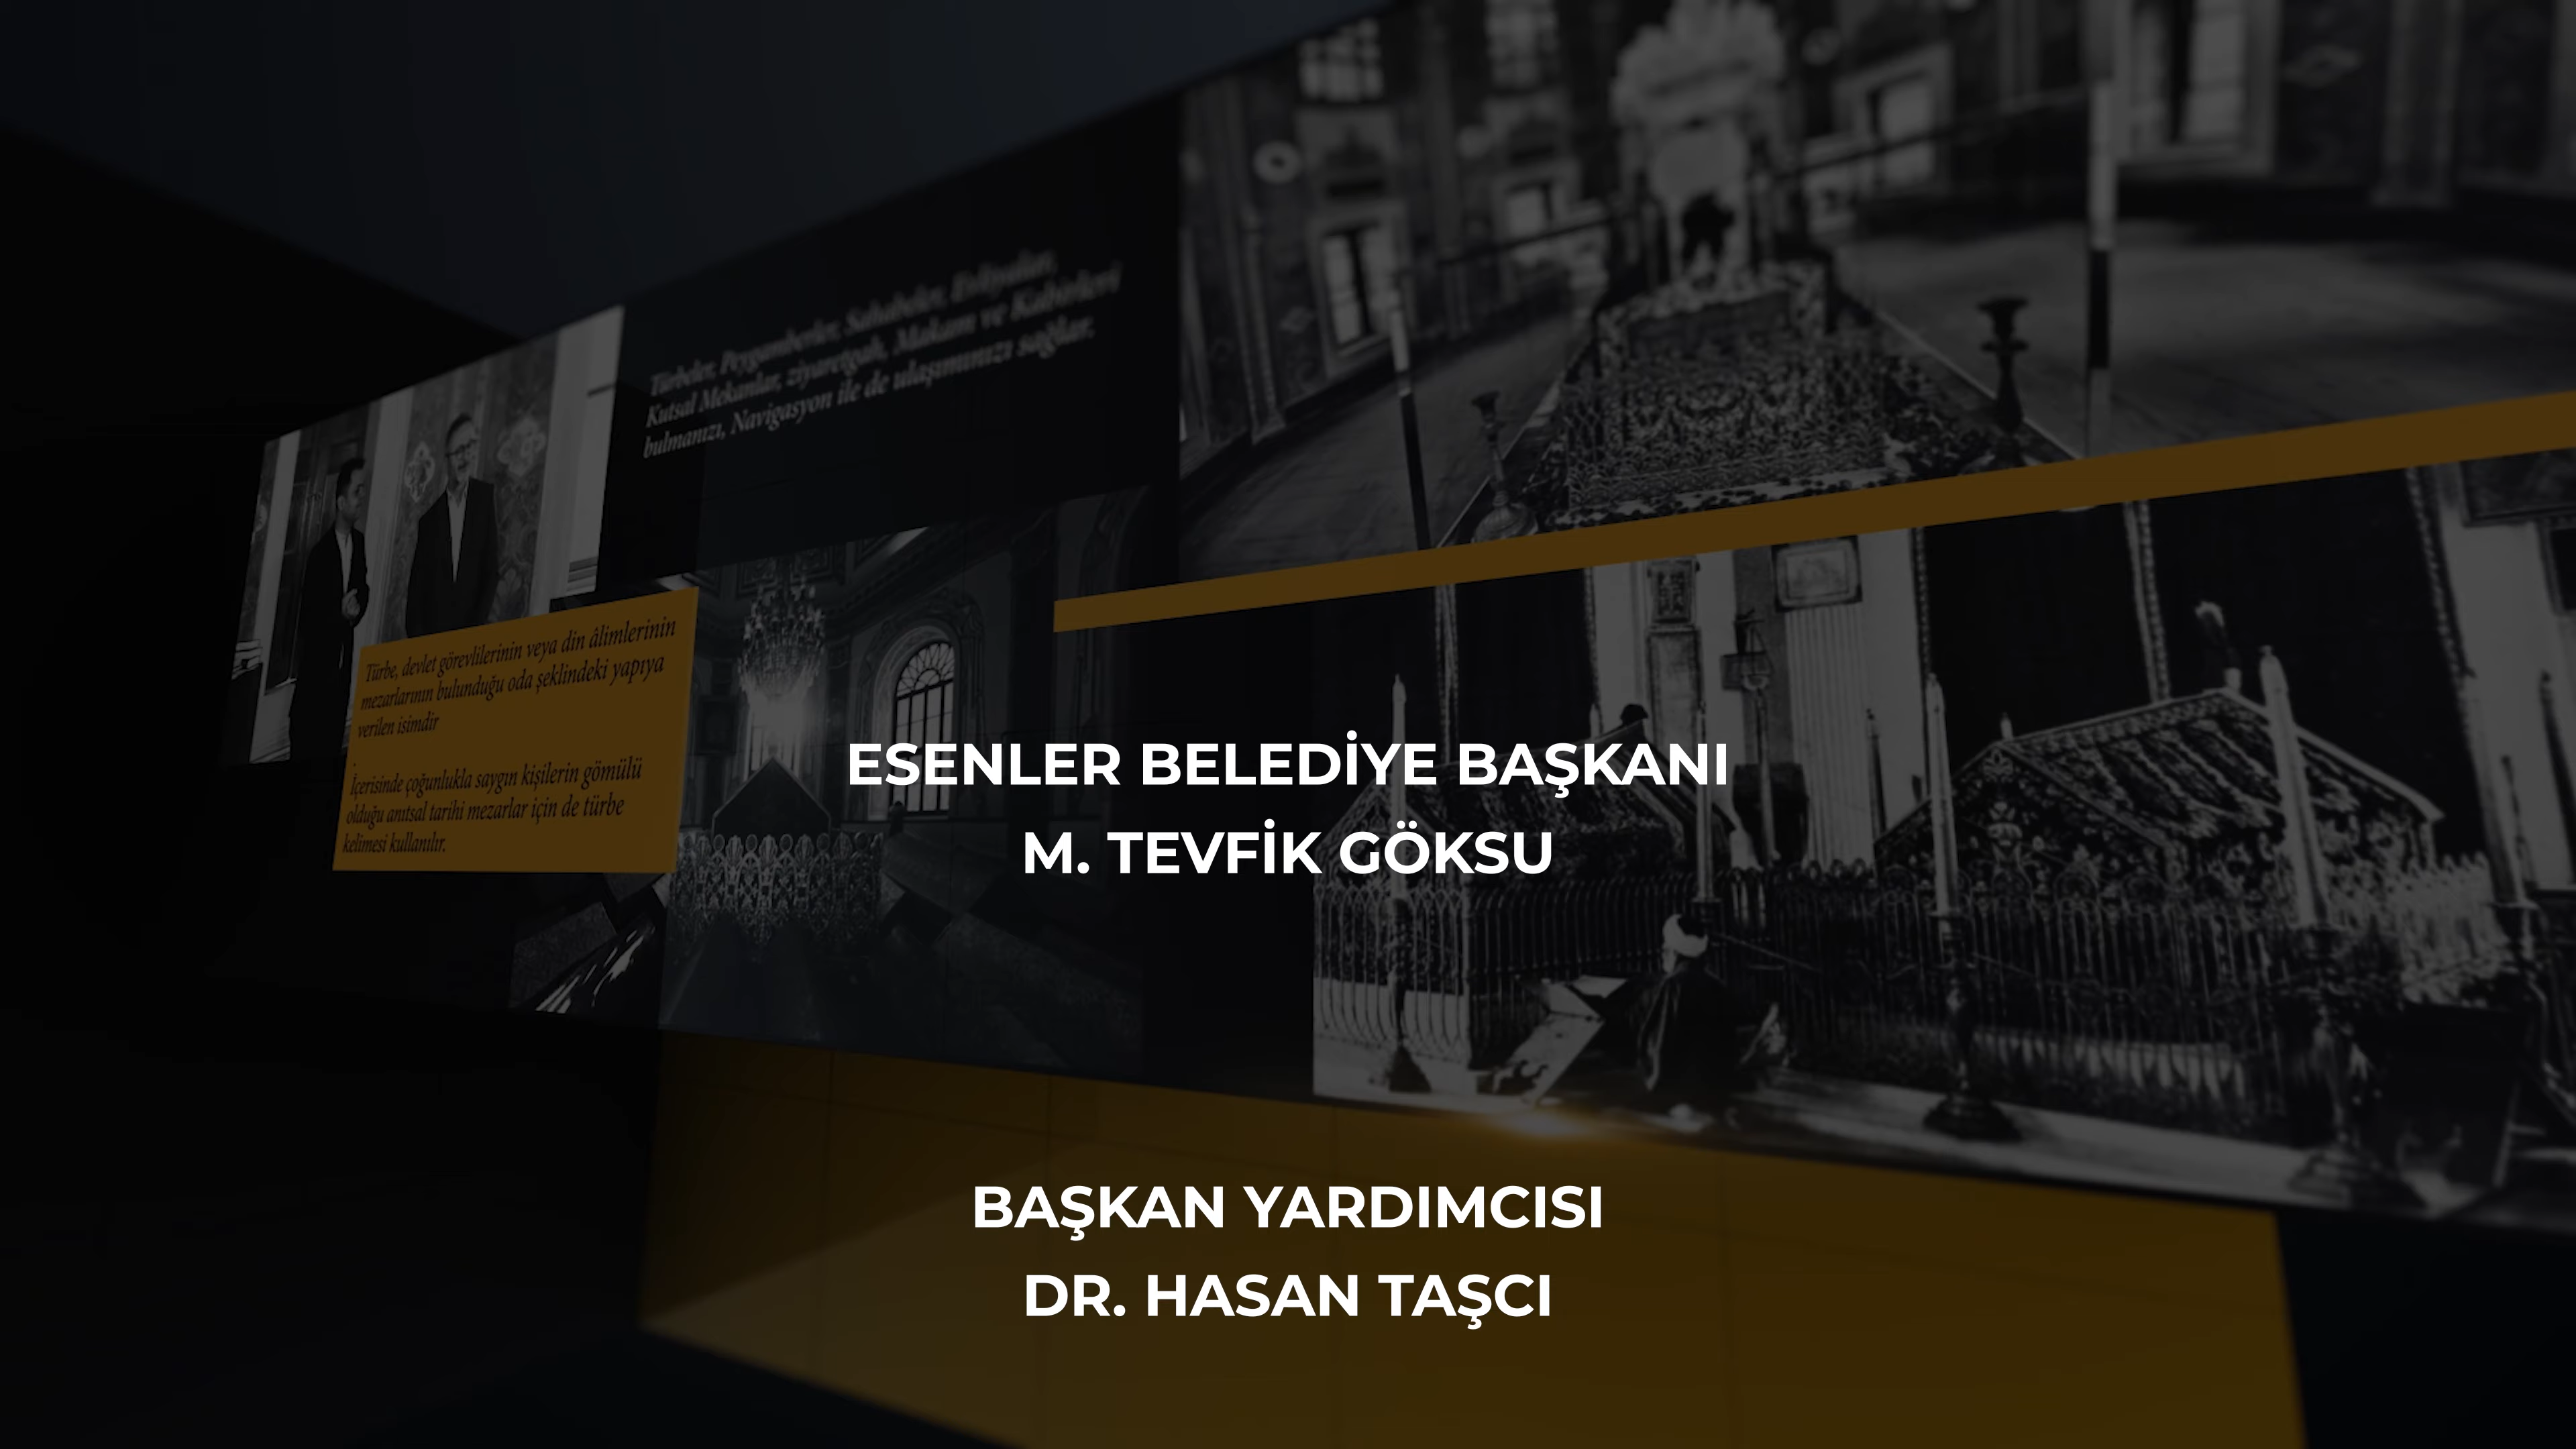 Türbeler, Peygamberler, Sahabeler, Evliyalar,
Kutsal Mekanlar, ziyaretgah, Makam ve Kabirleri
bulmanızı, Navigasyon ile de ulaşımınızı sağlar.
Türbe, devlet görevlilerinin veya din âlimlerinin
mezarlarının bulunduğu oda şeklindeki yapıya
verilen isimdir
.
İçerisinde çoğunlukla saygın kişilerin gömülü
olduğu anıtsal tarihi mezarlar için de türbe
kelimesi kullanılır.
ESENLER BELEDİYE BAŞKANI
M. TEVFİK GÖKSU
BAŞKAN YARDIMCISI
DR. HASAN TAŞCI